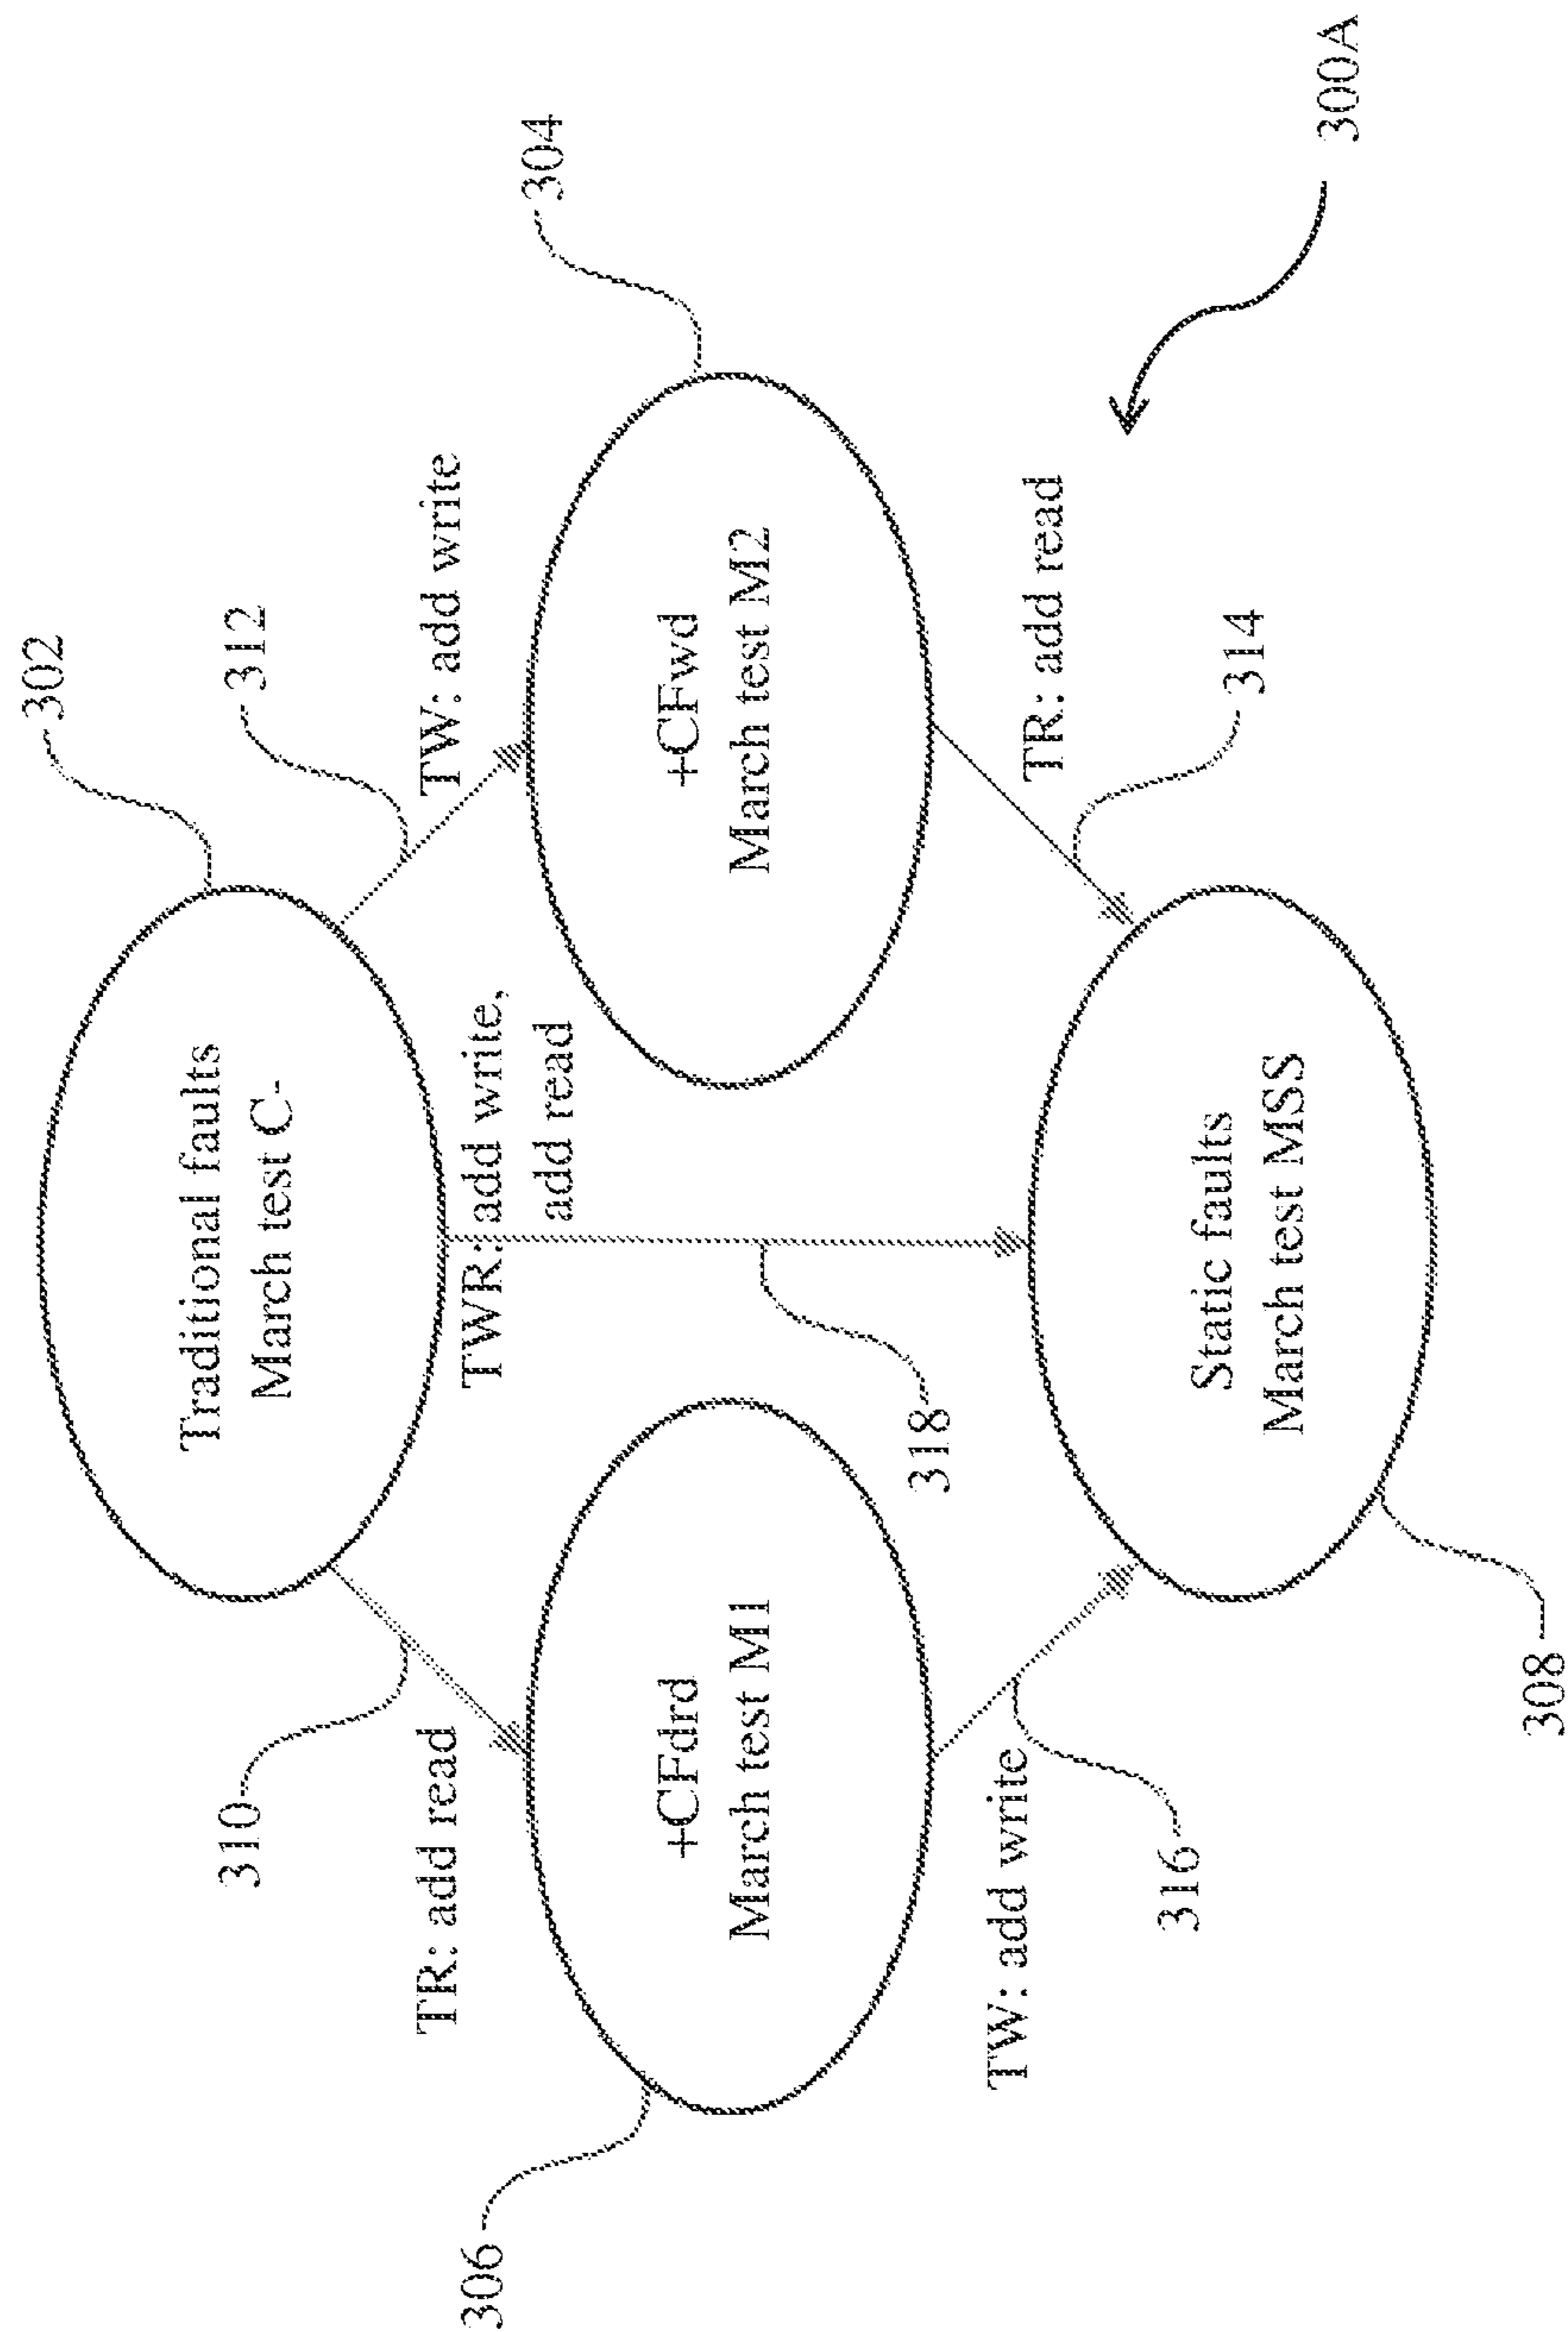 302
Traditional faults
March test C-
310
312
TR: add read
TWR: add write,
add read
TW: add write
304
306
+CFdrd
March test M1
+CFwd
March test M2
318
TW: add write
TR: add read
316
314
Static faults
March test MSS
308
300A